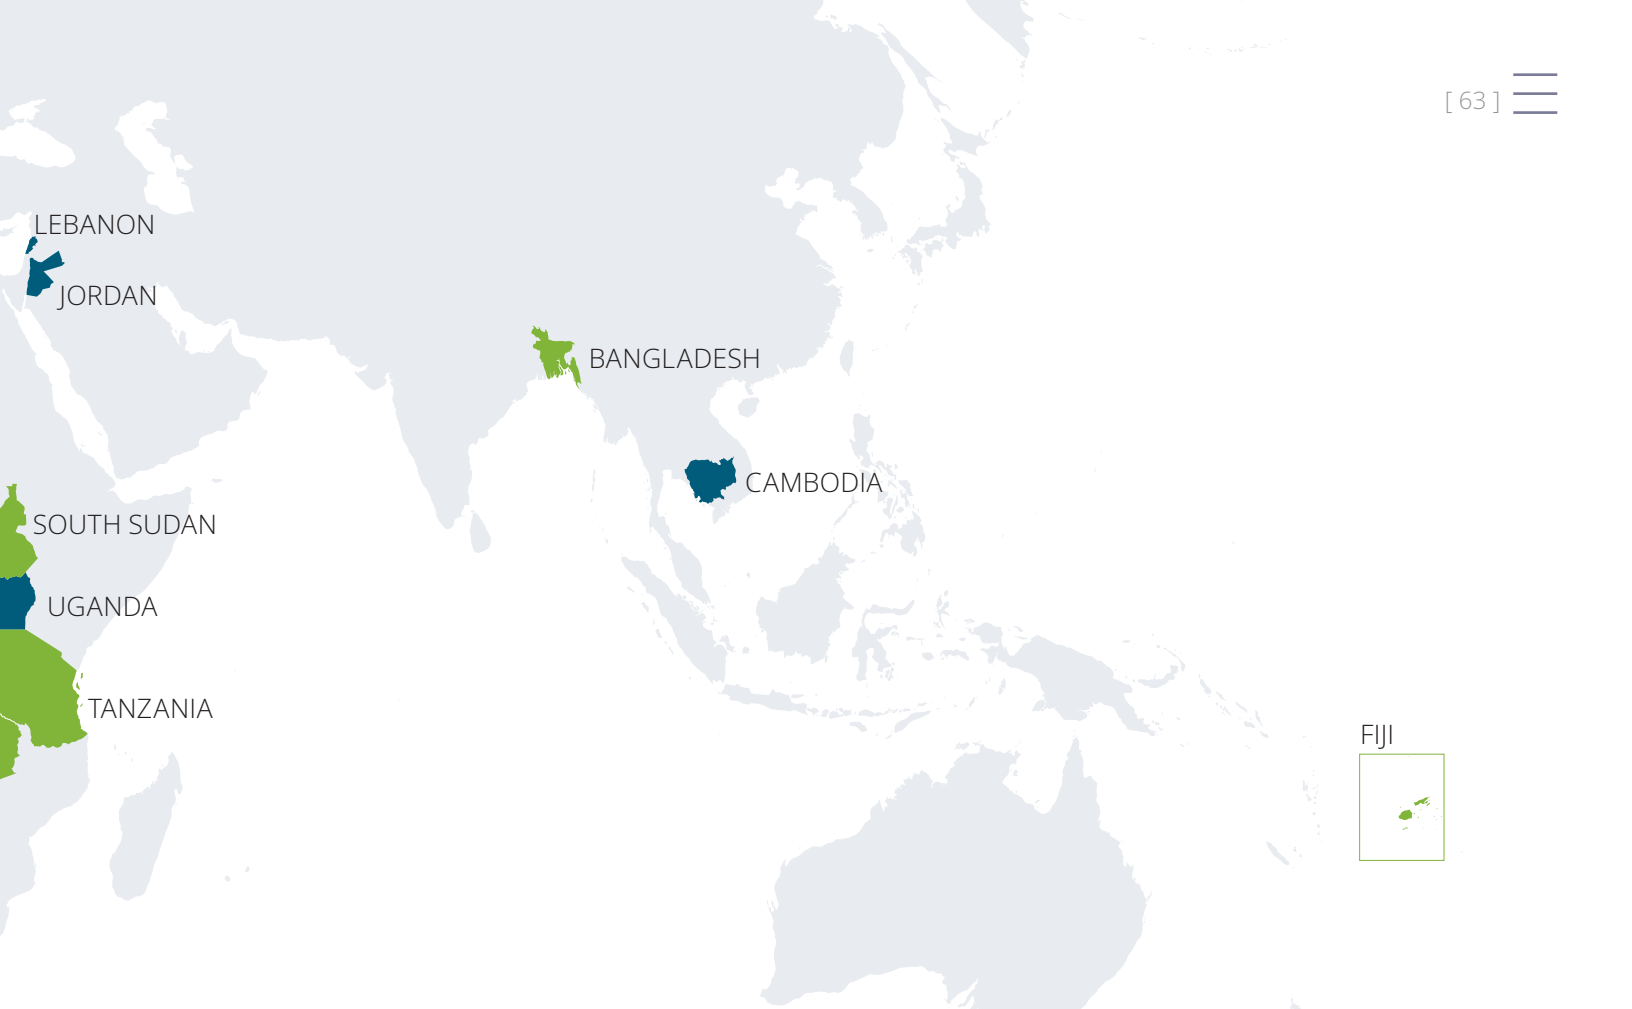 [ 63 ]
LEBANON
JORDAN
BANGLADESH
CAMBODIA
SOUTH SUDAN
UGANDA
TANZANIA
FIJI